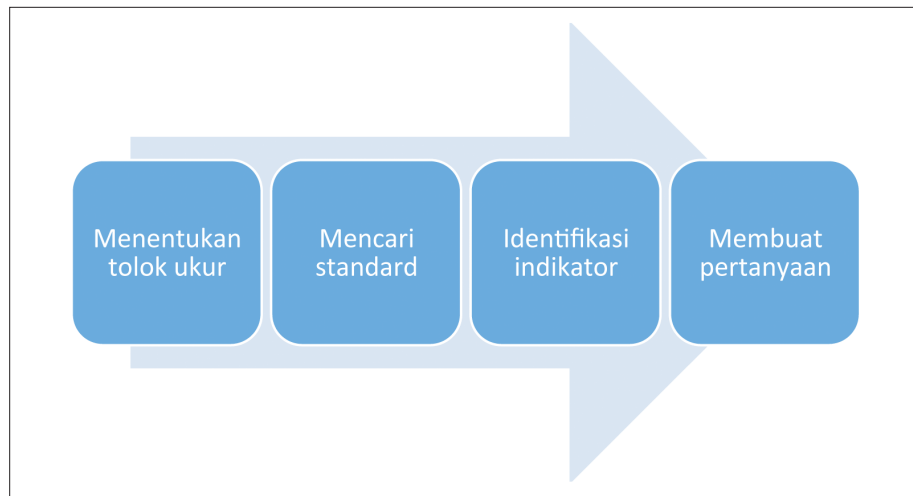 Menentukan
tolok ukur
Mencari
standard
Identifikasi
indikator
Membuat
pertanyaan